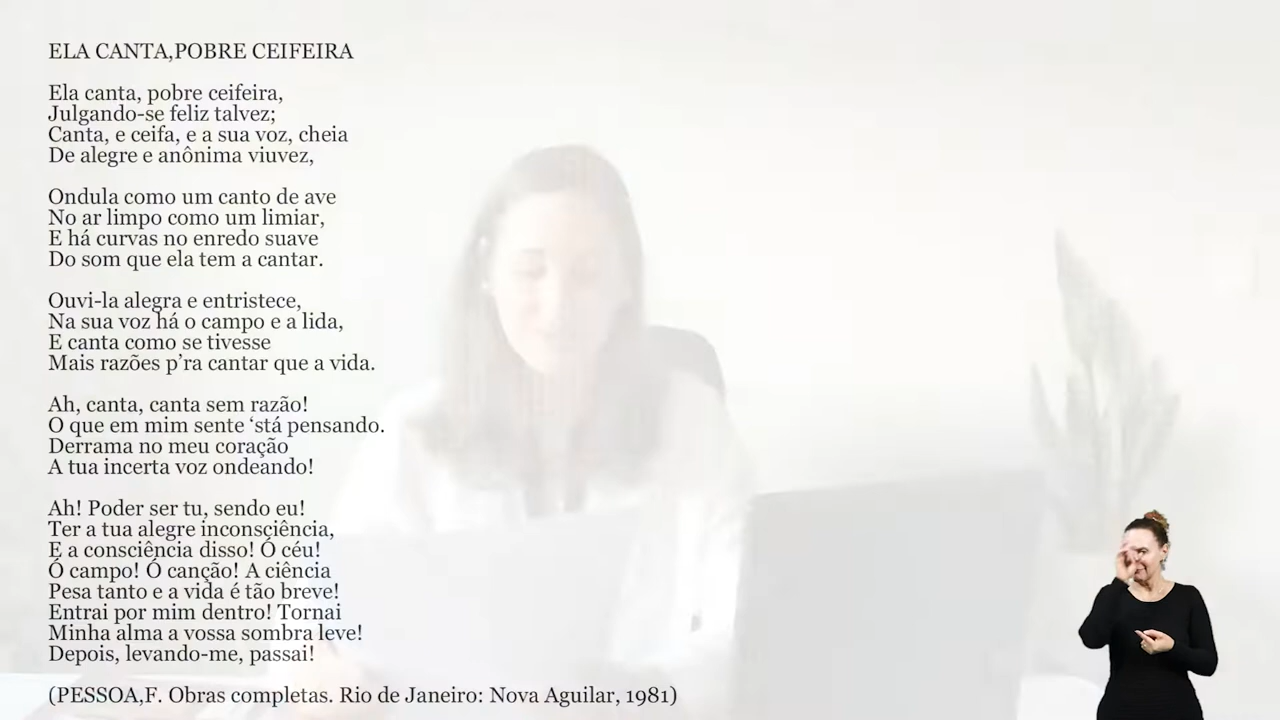 ELA CANTA,POBRE CEIFEIRA
Ela canta, pobre ceifeira,
Julgando-se feliz talvez;
Canta, e ceifa, e a sua voz, cheia
De alegre e anônima viuvez,
Ondula como um canto de ave
No ar limpo como um limiar,
E há curvas no enredo suave
Do som que ela tem a cantar.
Ouvi-la alegra e entristece,
Na sua voz há o campo e a lida,
E canta como se tivesse
Mais razões p’ra cantar que a vida.
Ah, canta, canta sem razão!
O que em mim sente ‘stá pensando.
Derrama no meu coração
A tua incerta voz ondeando!
Ah! Poder ser tu, sendo eu!
Ter a tua alegre inconsciência,
E a consciência disso! Ó céu!
Ó campo! Ó canção! A ciência
Pesa tanto e a vida é tão breve!
Entrai por mim dentro! Tornai
Minha alma a vossa sombra leve!
Depois, levando-me, passai!
(PESSOA,F. Obras completas. Rio de Janeiro: Nova Aguilar, 1981)